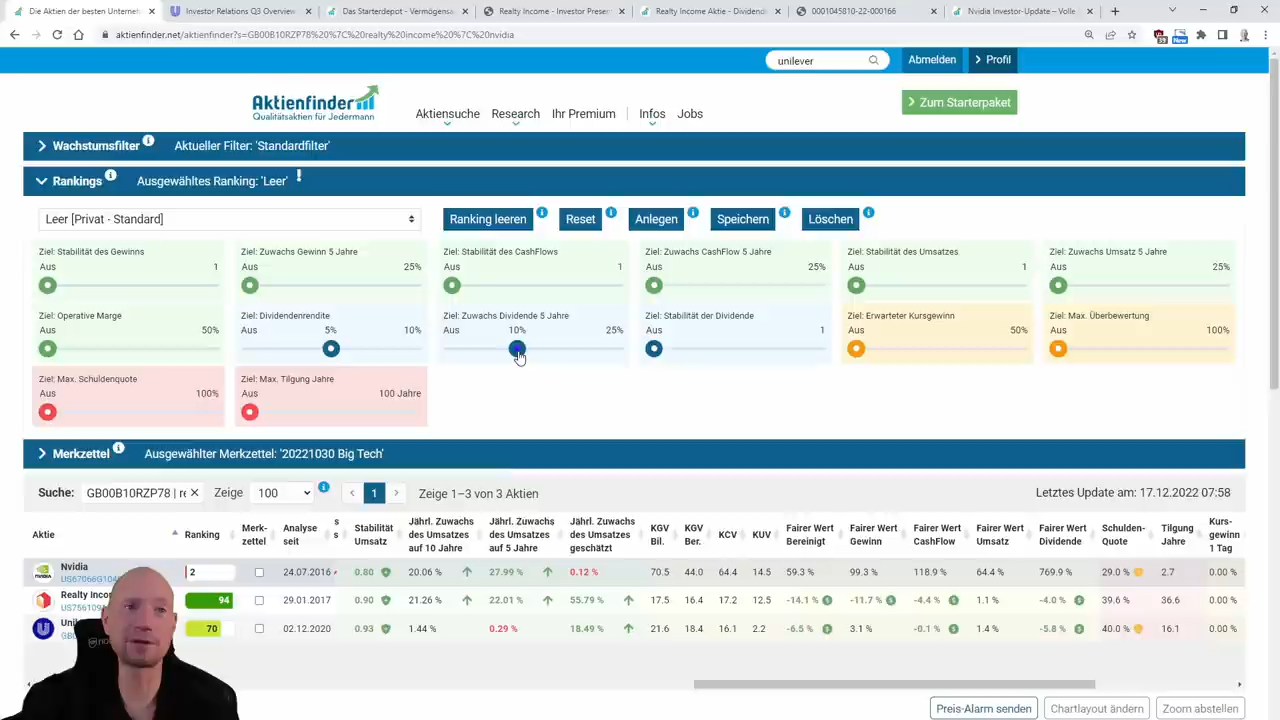 Die Aktien der besten Unterne
Investor Relations Q3 Overview
Das Starterdepot - Vermögensa
Realty Income - Investor Presen
Realty Income Aktie - Dividend
0001045810-22-000166
Nvidia Investor-Update – Volle
aktienfinder.net/aktienfinder?s=GB00B10RZP78%20%7C%20realty%20income%20%7C%20nvidia
unilever
Abmelden
Profil
Aktienfinder
Qualitätsaktien für Jedermann
Aktiensuche
Research
Ihr Premium
Infos
Jobs
Zum Starterpaket
Wachstumsfilter
Aktueller Filter: 'Standardfilter'
Rankings
Ausgewähltes Ranking: 'Leer'
Leer [Privat - Standard]
Ranking leeren
Reset
Anlegen
Speichern
Löschen
Ziel: Stabilität des Gewinns
Aus 1
Ziel: Zuwachs Gewinn 5 Jahre
Aus 25%
Ziel: Stabilität des CashFlows
Aus 1
Ziel: Zuwachs CashFlow 5 Jahre
Aus 25%
Ziel: Stabilität des Umsatzes
Aus 1
Ziel: Zuwachs Umsatz 5 Jahre
Aus 25%
Ziel: Operative Marge
Aus 50%
Ziel: Dividendenrendite
Aus 5% 10%
Ziel: Zuwachs Dividende 5 Jahre
Aus 10% 25%
Ziel: Stabilität der Dividende
Aus 1
Ziel: Erwarteter Kursgewinn
Aus 50%
Ziel: Max. Überbewertung
Aus 100%
Ziel: Max. Schuldenquote
Aus 100%
Ziel: Max. Tilgung Jahre
Aus 100 Jahre
Merkzettel
Ausgewählter Merkzettel: '20221030 Big Tech'
Suche: GB00B10RZP78 | re Zeige 100 1 Zeige 1–3 von 3 Aktien
Letztes Update am: 17.12.2022 07:58
Aktie
Ranking
Merk-
zettel
Analyse
seit
s
s
Stabilität
Umsatz
Jährl. Zuwachs
des Umsatzes
auf 10 Jahre
Jährl. Zuwachs
des Umsatzes
auf 5 Jahre
Jährl. Zuwachs
des Umsatzes
geschätzt
KGV
Bil.
KGV
Ber.
KCV
KUV
Fairer Wert
Bereinigt
Fairer Wert
Gewinn
Fairer Wert
CashFlow
Fairer Wert
Umsatz
Fairer Wert
Dividende
Schulden-
Quote
Tilgung
Jahre
Kurs-
gewinn
1 Tag
Nvidia
US67066G104
2 24.07.2016 0.80 20.06 % 27.99 % 0.12 % 70.5 44.0 64.4 14.5 59.3 % 99.3 % 118.9 % 64.4 % 769.9 % 29.0 % 2.7 0.00 %
Realty Incom
US7561091
94 29.01.2017 0.90 21.26 % 22.01 % 55.79 % 17.5 16.4 17.2 12.5 -14.1 % -11.7 % -4.4 % 1.1 % -4.0 % 39.6 % 36.6 0.00 %
Unil
70 02.12.2020 0.93 1.44 % 0.29 % 18.49 % 21.6 18.4 16.1 2.2 -6.5 % 3.1 % -0.1 % 1.4 % -5.8 % 40.0 % 16.1 0.00 %
Preis-Alarm senden
Chartlayout ändern
Zoom abstellen